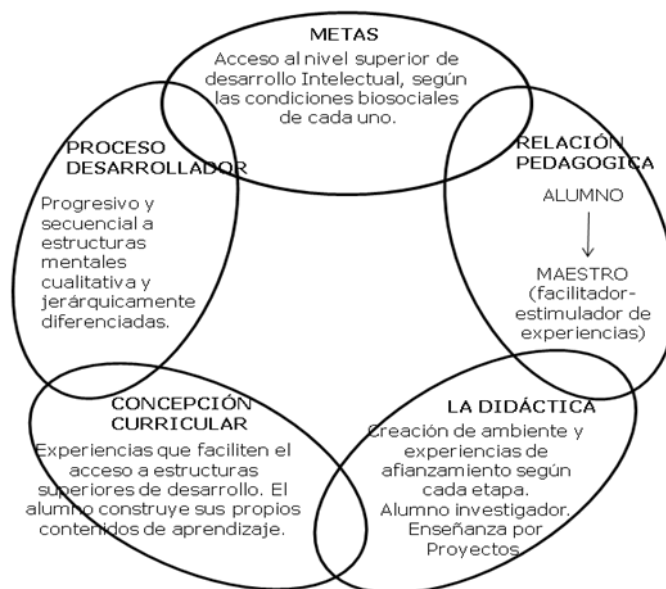 METAS
Acceso al nivel superior de
desarrollo Intelectual, según
las condiciones biosociales
de cada uno.
PROCESO
DESARROLLADOR
Progresivo y
secuencial a
estructuras
mentales
cualitativa y
jerárquicamente
diferenciadas.
RELACIÓN
PEDAGOGICA
ALUMNO
MAESTRO
(facilitador-
estimulador de
experiencias)
CONCEPCIÓN
CURRICULAR
Experiencias que faciliten el
acceso a estructuras
superiores de desarrollo. El
alumno construye sus propios
contenidos de aprendizaje.
LA DIDÁCTICA
Creación de ambiente y
experiencias de
afianzamiento según
cada etapa.
Alumno investigador.
Enseñanza por
Proyectos